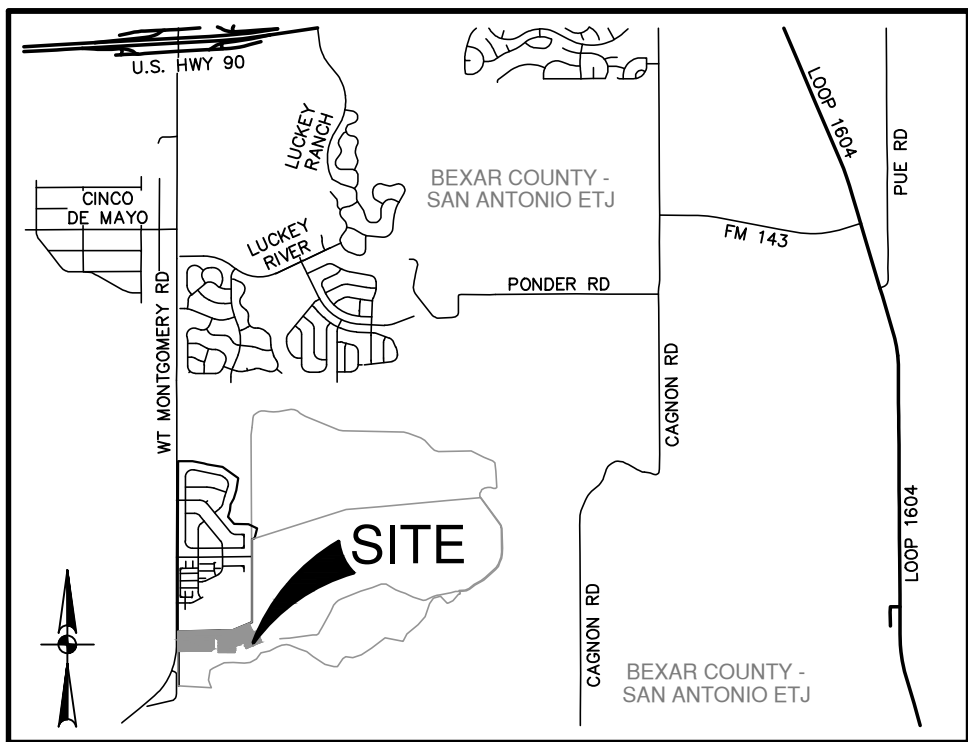 U.S. HWY 90
LUCKEY
RANCH
LOOP 1604
PUE RD
CINCO
DE MAYO
BEXAR COUNTY -
SAN ANTONIO ETJ
LUCKEY
RIVER
FM 143
PONDER RD
WT MONTGOMERY RD
CAGNON RD
SITE
LOOP 1604
CAGNON RD
BEXAR COUNTY -
SAN ANTONIO ETJ